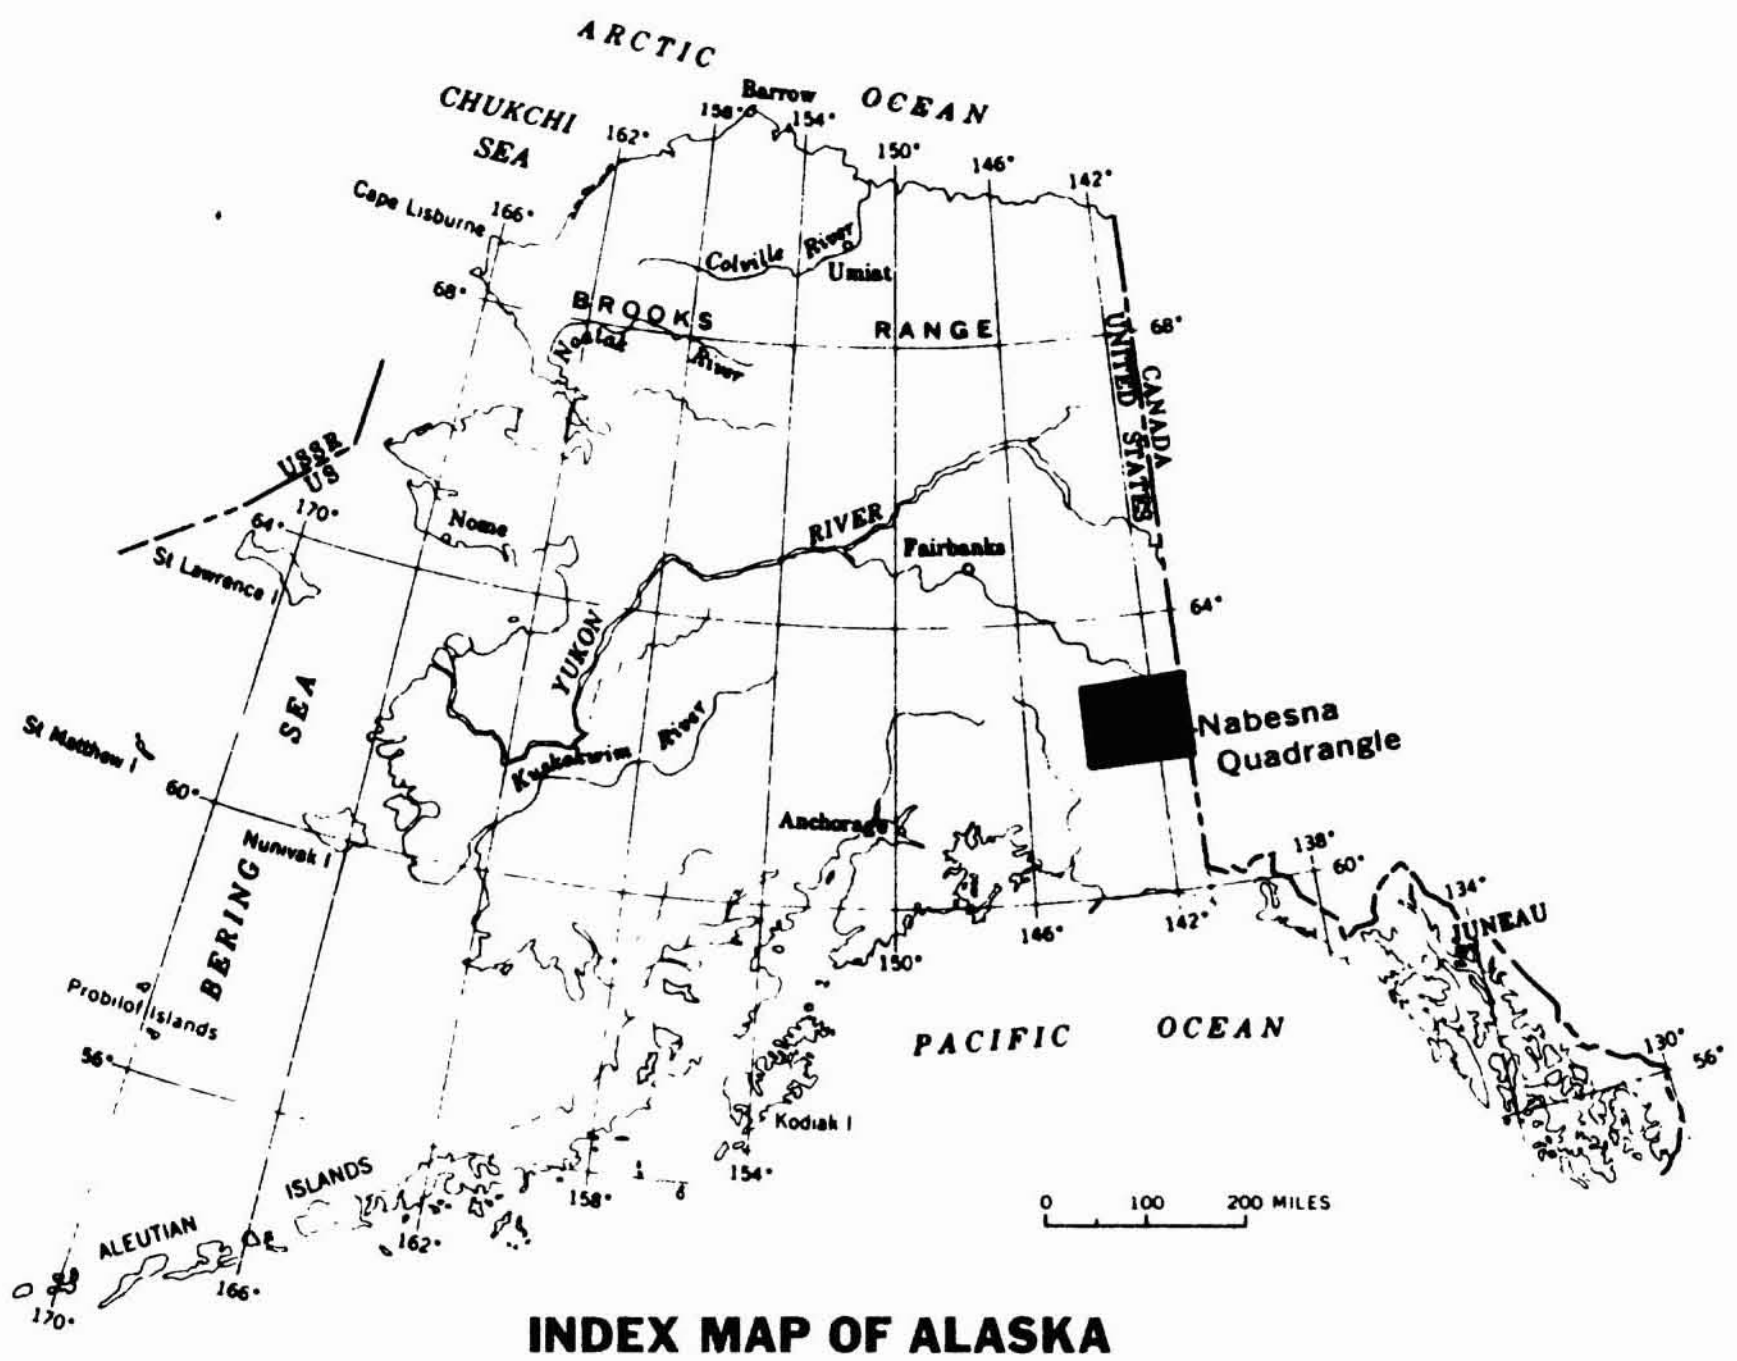 ARCTIC OCEAN
CHUKCHI
SEA
Barrow
162°
158°
154°
150°
146°
142°
Cape Lisburne
166°
68°
Colville River
Umiat
BROOKS RANGE
Noatak River
68°
UNITED STATES
CANADA
USSR
US
64°
170°
St Lawrence I
Nome
YUKON RIVER
Fairbanks
64°
Nabesna
Quadrangle
BERING SEA
St Matthew I
60°
Nunivak I
Kuskokwim River
Anchorage
138°
60°
134°
JUNEAU
142°
146°
150°
Probilof Islands
56°
PACIFIC OCEAN
130°
56°
Kodiak I
154°
158°
162°
166°
170°
ALEUTIAN ISLANDS
0 100 200 MILES
INDEX MAP OF ALASKA